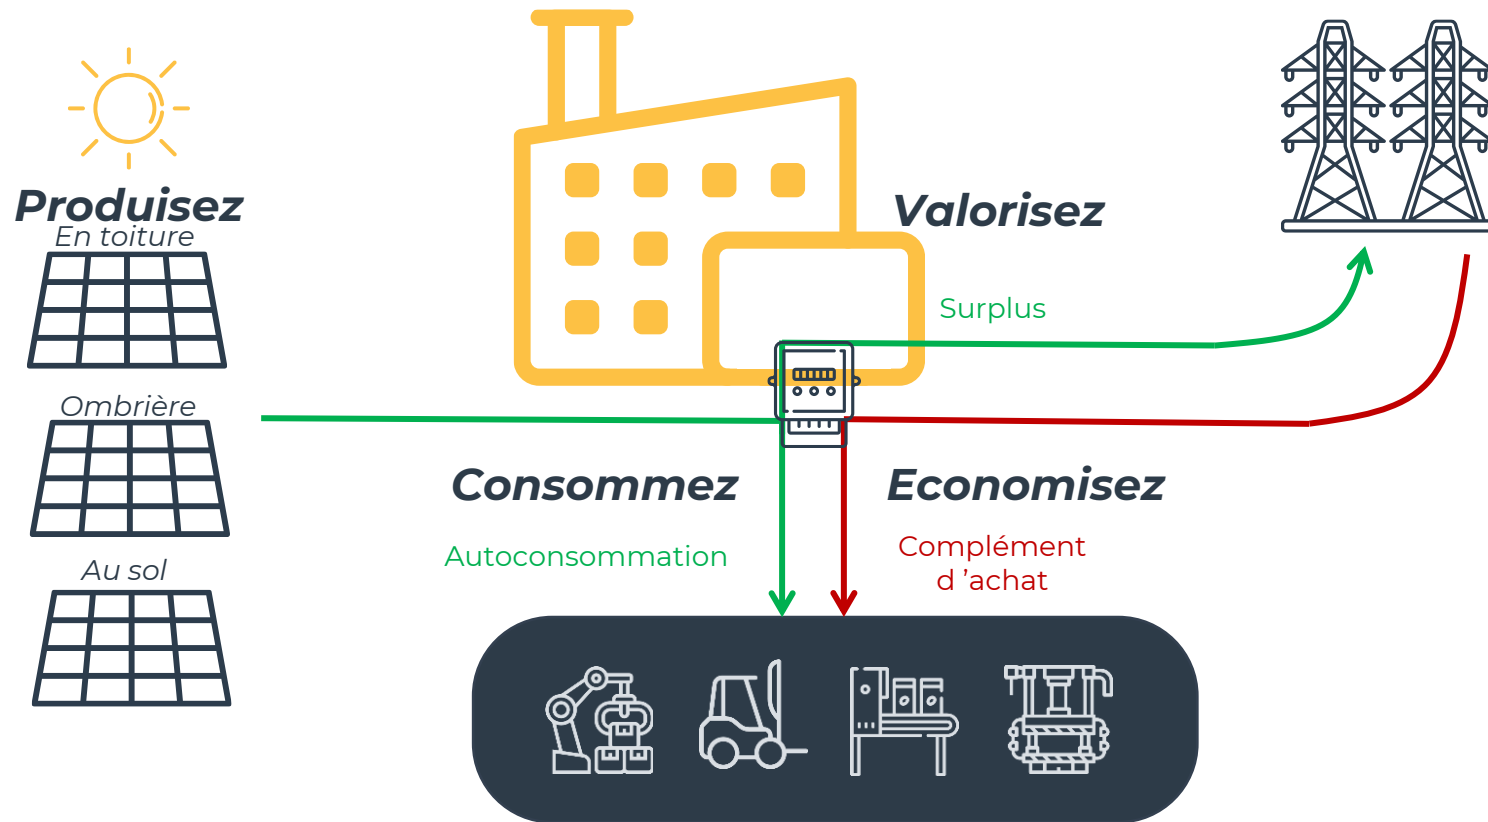 Produisez
En toiture
Ombrière
Au sol
Valorisez
Surplus
Consommez
Autoconsommation
Economisez
Complément
d ’achat